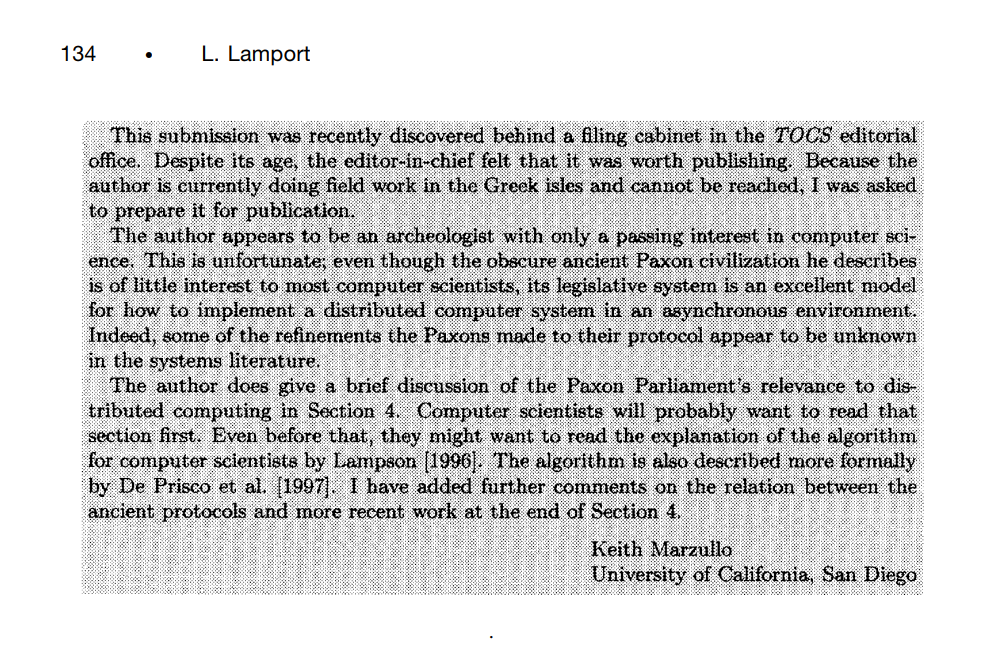 134 • L. Lamport
This submission was recently discovered behind a filing cabinet in the TOCS editorial
office. Despite its age, the editor-in-chief felt that it was worth publishing. Because the
author is currently doing field work in the Greek isles and cannot be reached, I was asked
to prepare it for publication.
The author appears to be an archeologist with only a passing interest in computer sci-
ence. This is unfortunate; even though the obscure ancient Paxon civilization he describes
is of little interest to most computer scientists, its legislative system is an excellent model
for how to implement a distributed computer system in an asynchronous environment.
Indeed, some of the refinements the Paxons made to their protocol appear to be unknown
in the systems literature.
The author does give a brief discussion of the Paxon Parliament's relevance to dis-
tributed computing in Section 4. Computer scientists will probably want to read that
section first. Even before that, they might want to read the explanation of the algorithm
for computer scientists by Lampson [1996]. The algorithm is also described more formally
by De Prisco et al. [1997]. I have added further comments on the relation between the
ancient protocols and more recent work at the end of Section 4.
Keith Marzullo
University of California, San Diego